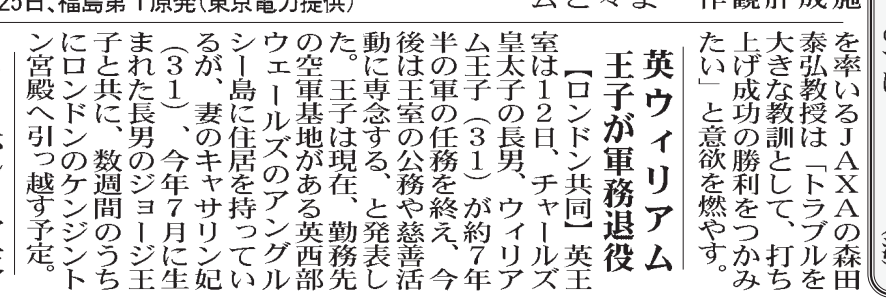 25日、福島第1原発(東京電力提供)
を率いるJAXAの森田
泰弘教授は「トラブルを
大きな教訓として、打ち
上げ成功の勝利をつかみ
たい」と意欲を燃やす。
英ウィリアム
王子が軍務退役
【ロンドン共同】英王
室は12日、チャールズ
皇太子の長男、ウィリア
ム王子(31)が約7年
半の軍の任務を終え、今
後は王室の公務や慈善活
動に専念する、と発表し
た。王子は現在、勤務先
の空軍基地がある英西部
ウェールズのアングル
シー島に住居を持ってい
るが、妻のキャサリン妃
(31)、今年7月に生
まれた長男のジョージ王
子と共に、数週間のうち
にロンドンのケンジント
ン宮殿へ引っ越す予定。